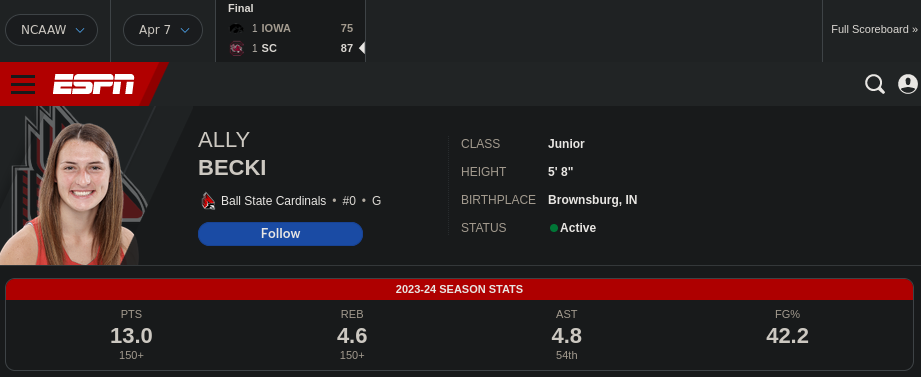 NCAAW
Apr 7
Final
1 IOWA 75
1 SC 87
Full Scoreboard »
ESPN
ALLY
BECKI
Ball State Cardinals • #0 • G
Follow
CLASS Junior
HEIGHT 5' 8"
BIRTHPLACE Brownsburg, IN
STATUS Active
2023-24 SEASON STATS
PTS REB AST FG%
13.0 4.6 4.8 42.2
150+ 150+ 54th